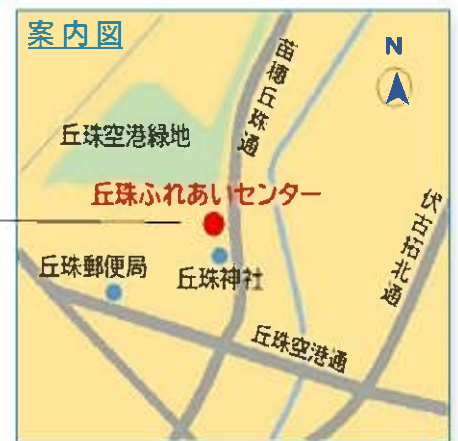 案内図
N
苗穂丘珠通
丘珠空港緑地
丘珠ふれあいセンター
伏古拓北通
丘珠郵便局
丘珠神社
丘珠空港通